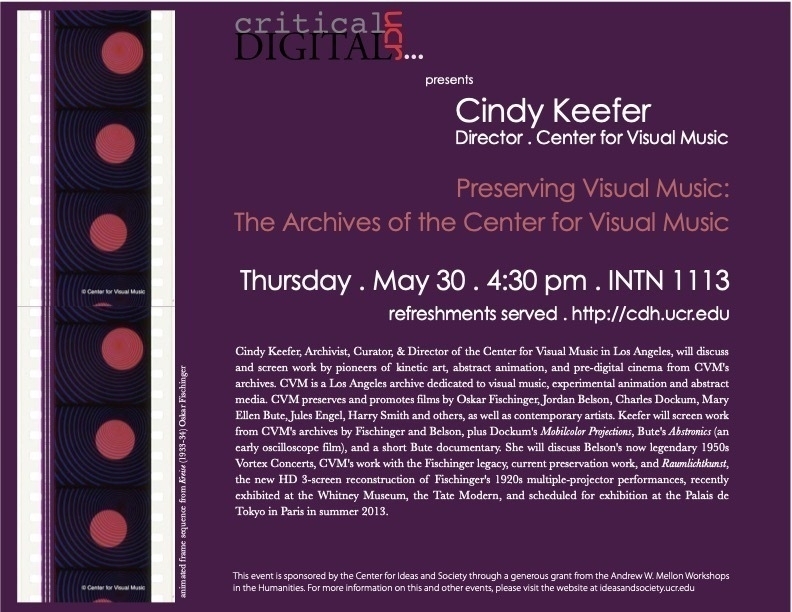 critical
DIGITAL...
ucr
presents
Cindy Keefer
Director . Center for Visual Music
Preserving Visual Music:
The Archives of the Center for Visual Music
Thursday . May 30 . 4:30 pm . INTN 1113
refreshments served . http://cdh.ucr.edu
Cindy Keefer, Archivist, Curator, & Director of the Center for Visual Music in Los Angeles, will discuss
and screen work by pioneers of kinetic art, abstract animation, and pre-digital cinema from CVM's
archives. CVM is a Los Angeles archive dedicated to visual music, experimental animation and abstract
media. CVM preserves and promotes films by Oskar Fischinger, Jordan Belson, Charles Dockum, Mary
Ellen Bute, Jules Engel, Harry Smith and others, as well as contemporary artists. Keefer will screen work
from CVM's archives by Fischinger and Belson, plus Dockum's Mobilcolor Projections, Bute's Abstronics (an
early oscilloscope film), and a short Bute documentary. She will discuss Belson's now legendary 1950s
Vortex Concerts, CVM's work with the Fischinger legacy, current preservation work, and Raumlichtkunst,
the new HD 3-screen reconstruction of Fischinger's 1920s multiple-projector performances, recently
exhibited at the Whitney Museum, the Tate Modern, and scheduled for exhibition at the Palais de
Tokyo in Paris in summer 2013.
This event is sponsored by the Center for Ideas and Society through a generous grant from the Andrew W. Mellon Workshops
in the Humanities. For more information on this and other events, please visit the website at ideasandsociety.ucr.edu
© Center for Visual Music
© Center for Visual Music
animated frame sequence from Kreise (1933-34) Oskar Fischinger